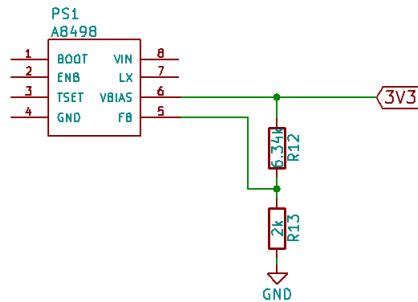 PS1
A8498
1 BOOT VIN 8
2 ENB LX 7
3 TSET VBIAS 6
4 GND FB 5
3V3
6.34k
R12
2k
R13
GND